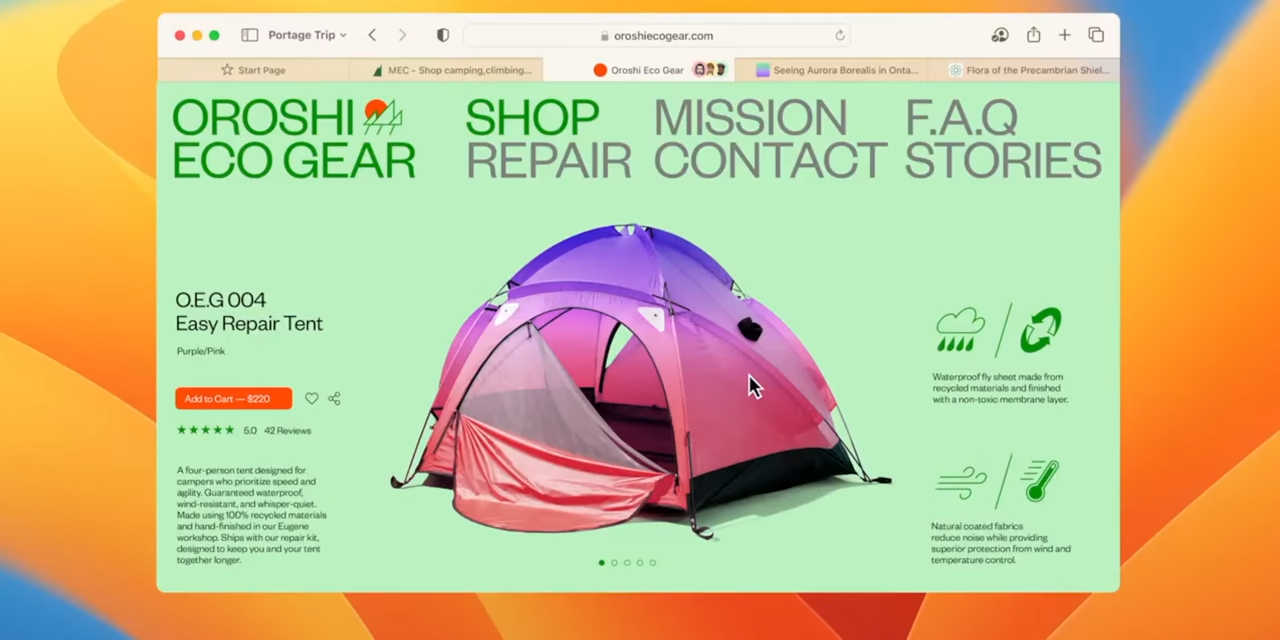 Portage Trip
oroshiecogear.com
Start Page
MEC - Shop camping,climbing...
Oroshi Eco Gear
Seeing Aurora Borealis in Onta...
Flora of the Precambrian Shiel...
OROSHI
ECO GEAR
SHOP
REPAIR
MISSION
CONTACT
F.A.Q
STORIES
O.E.G 004
Easy Repair Tent
Purple/Pink
Add to Cart — $220
5.0 42 Reviews
A four-person tent designed for
campers who prioritize speed and
agility. Guaranteed waterproof,
wind-resistant, and whisper-quiet.
Made using 100% recycled materials
and hand-finished in our Eugene
workshop. Ships with our repair kit,
designed to keep you and your tent
together longer.
Waterproof fly sheet made from
recycled materials and finished
with a non-toxic membrane layer.
Natural coated fabrics
reduce noise while providing
superior protection from wind and
temperature control.